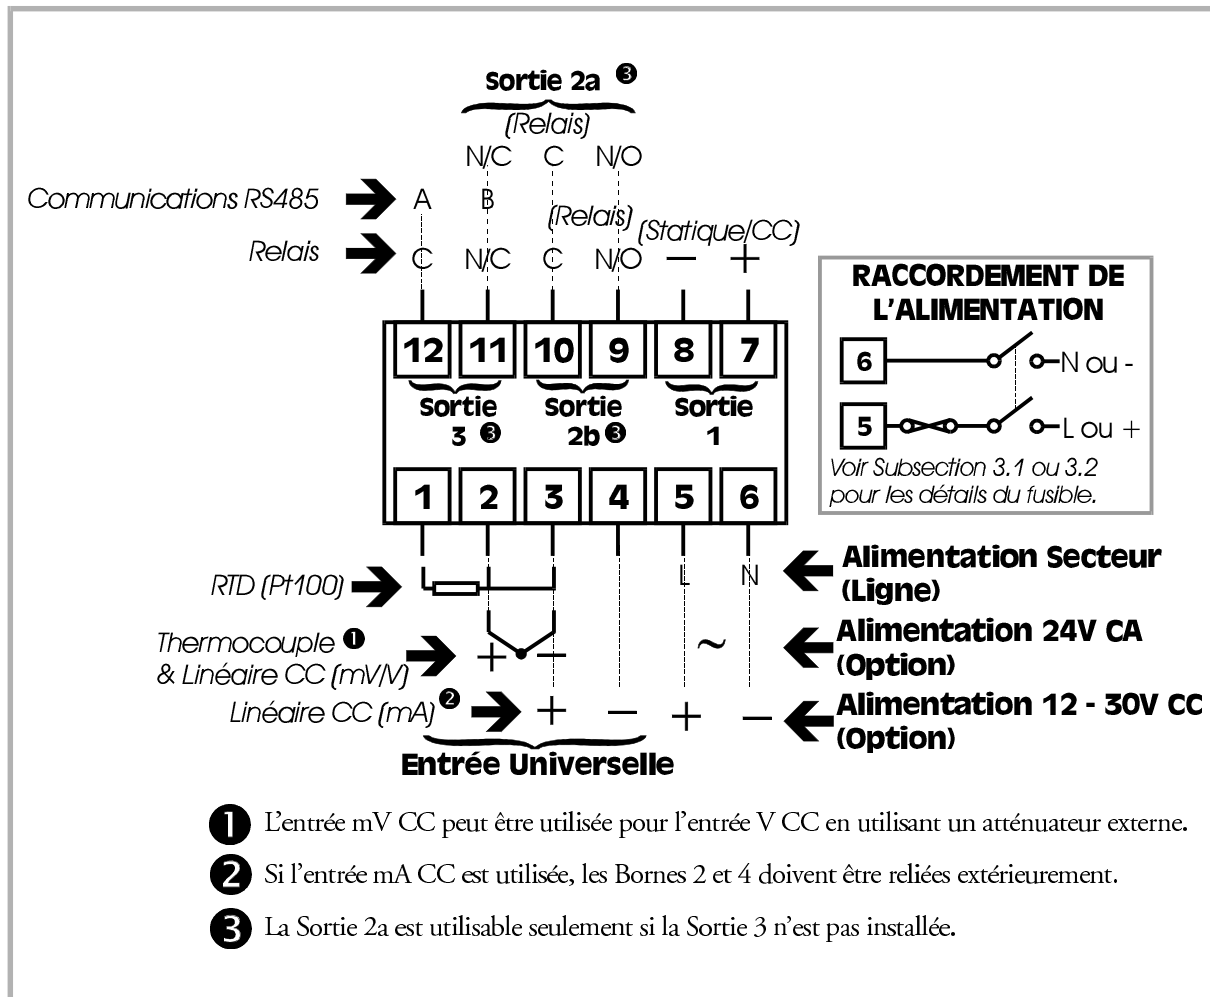 Sortie 2a ❸
(Relais)
N/C C N/O
Communications RS485 A B
(Relais) (Statique/CC)
Relais C N/C C N/O − +
12 11 10 9 8 7
Sortie 3 ❸
Sortie 2b ❸
Sortie 1
1 2 3 4 5 6
RACCORDEMENT DE
L'ALIMENTATION
6 N ou -
5 L ou +
Voir Subsection 3.1 ou 3.2
pour les détails du fusible.
RTD (Pt100)
L N
Alimentation Secteur
(Ligne)
Thermocouple ❶
& Linéaire CC (mV/V)
+ −
~
Alimentation 24V CA
(Option)
Linéaire CC (mA) ❷
+ − + −
Alimentation 12 - 30V CC
(Option)
Entrée Universelle
❶ L'entrée mV CC peut être utilisée pour l'entrée V CC en utilisant un atténuateur externe.
❷ Si l'entrée mA CC est utilisée, les Bornes 2 et 4 doivent être reliées extérieurement.
❸ La Sortie 2a est utilisable seulement si la Sortie 3 n'est pas installée.